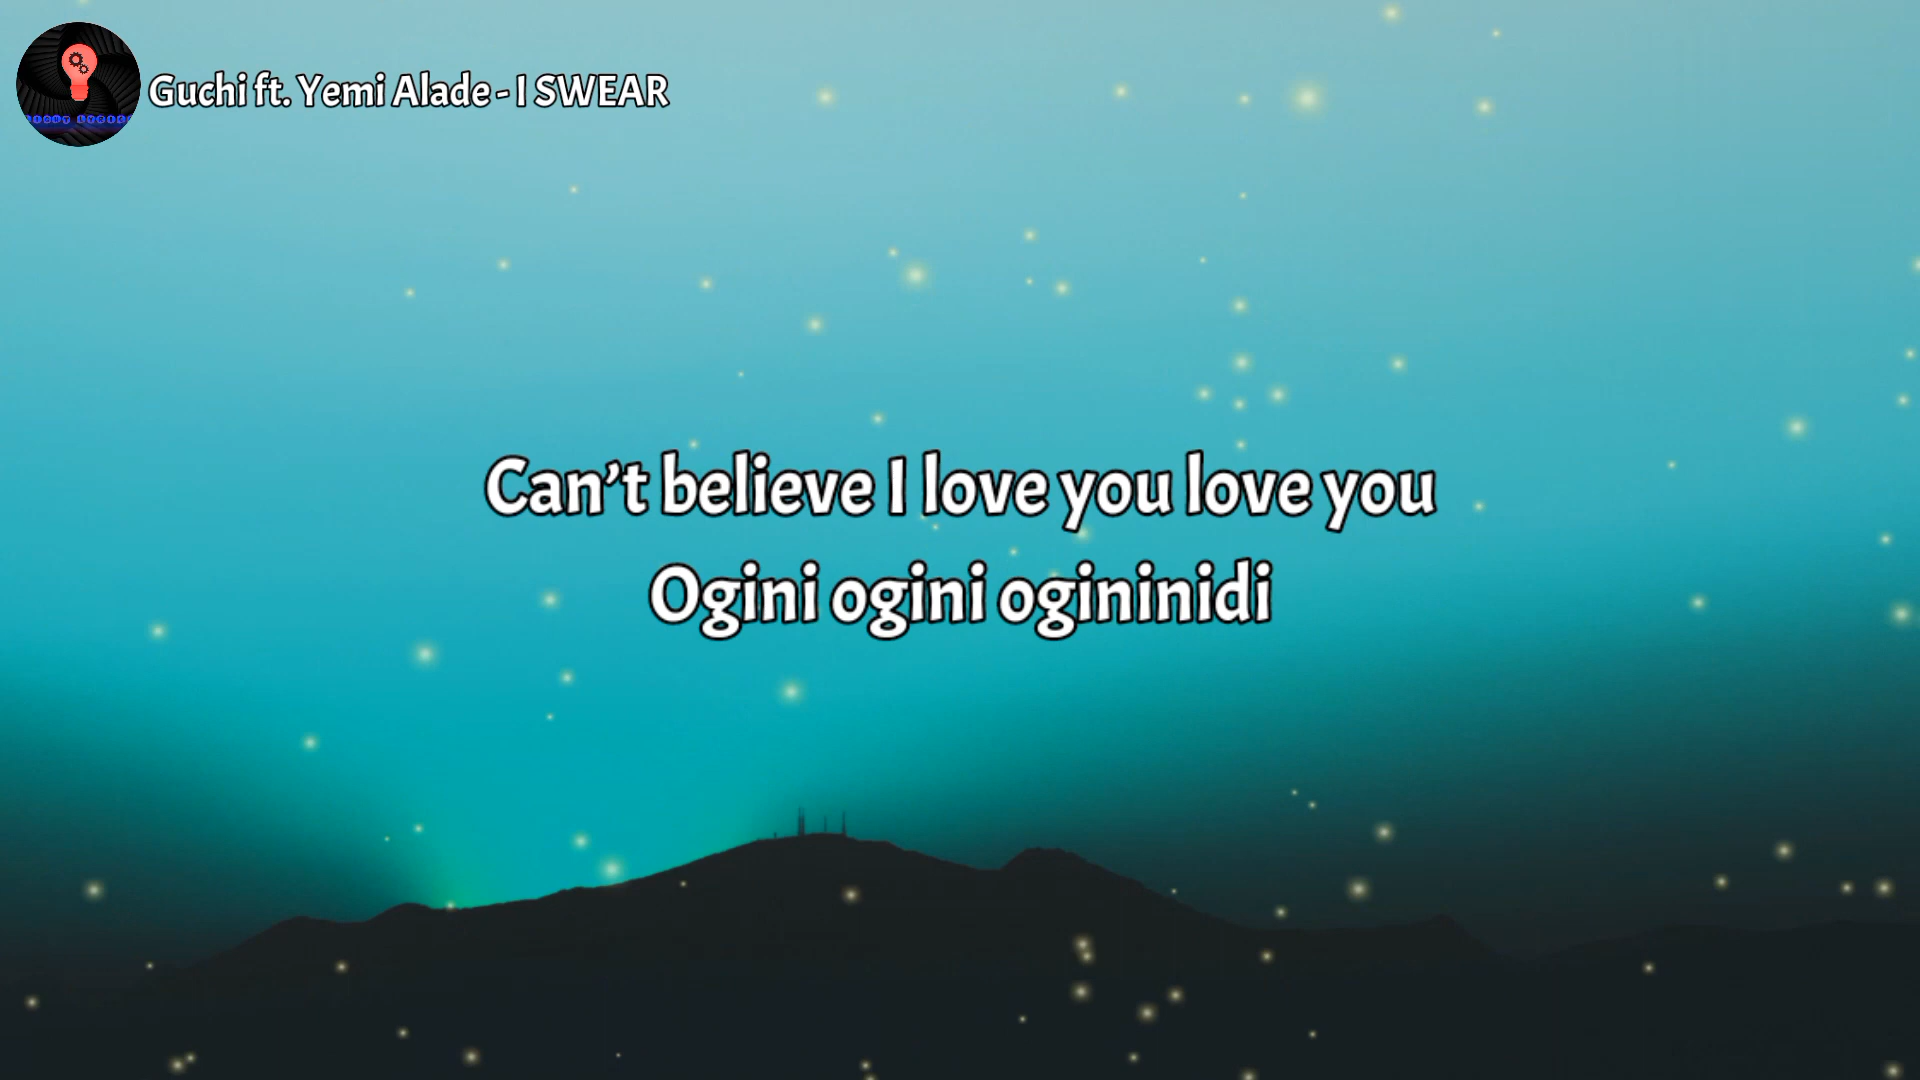 Guchi ft. Yemi Alade - I SWEAR
Can’t believe I love you love you
Ogini ogini ogininidi